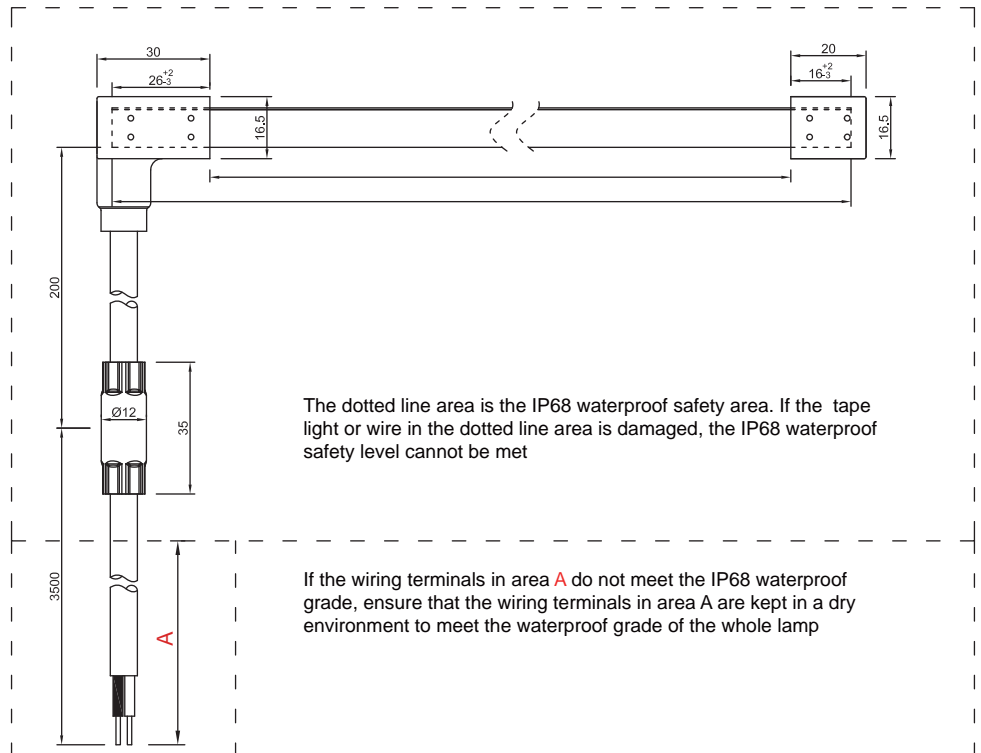 30
20
26+2-3
16+2-3
16.5
16.5
200
Ø12
35
The dotted line area is the IP68 waterproof safety area. If the tape
light or wire in the dotted line area is damaged, the IP68 waterproof
safety level cannot be met
3500
A
If the wiring terminals in area A do not meet the IP68 waterproof
grade, ensure that the wiring terminals in area A are kept in a dry
environment to meet the waterproof grade of the whole lamp